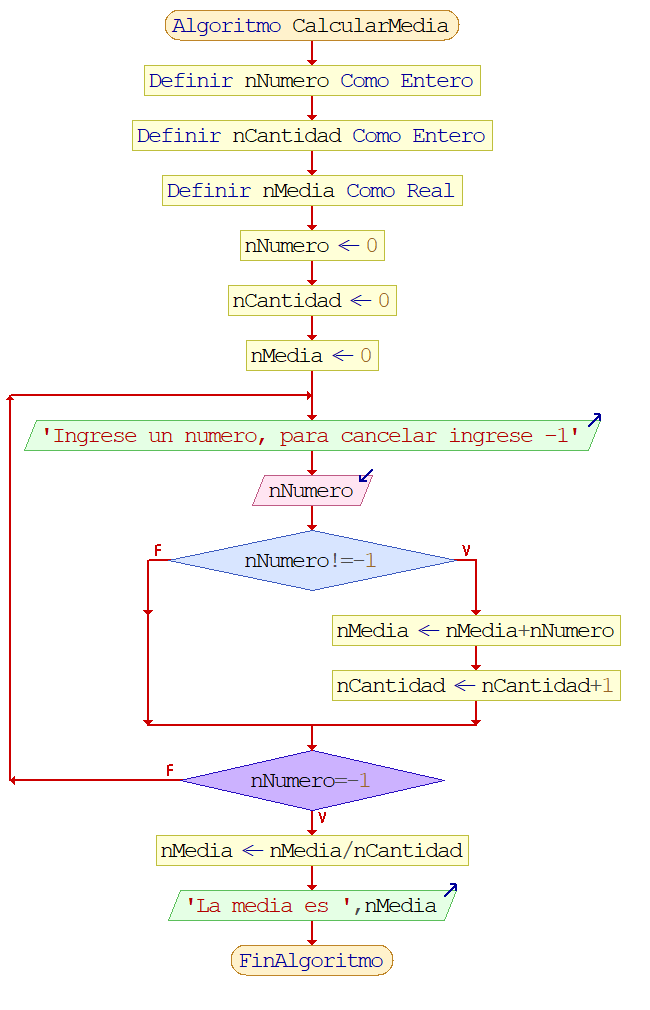 Algoritmo CalcularMedia
Definir nNumero Como Entero
Definir nCantidad Como Entero
Definir nMedia Como Real
nNumero ← 0
nCantidad ← 0
nMedia ← 0
'Ingrese un numero, para cancelar ingrese -1'
nNumero
F
V
nNumero!=-1
nMedia ← nMedia+nNumero
nCantidad ← nCantidad+1
F
nNumero=-1
V
nMedia ← nMedia/nCantidad
'La media es ',nMedia
FinAlgoritmo